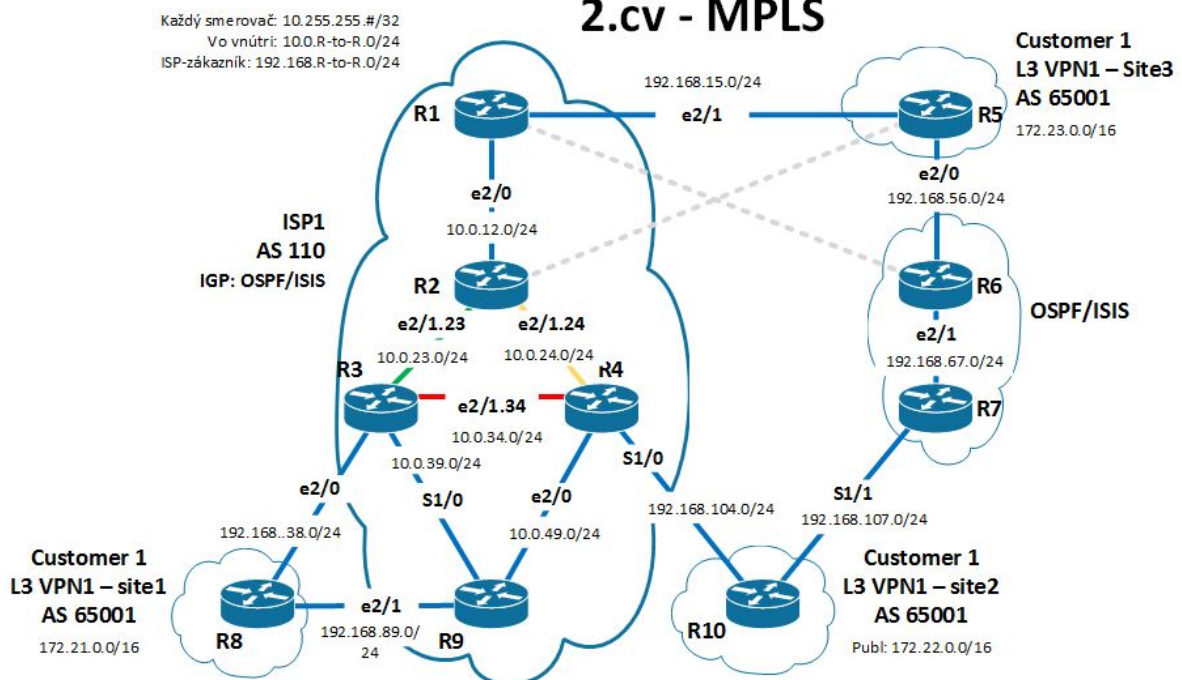 2.cv - MPLS
Každý smerovač: 10.255.255.#/32
Vo vnútri: 10.0.R-to-R.0/24
ISP-zákazník: 192.168.R-to-R.0/24
Customer 1
L3 VPN1 – Site3
AS 65001
172.23.0.0/16
192.168.15.0/24
R1
e2/1
R5
e2/0
192.168.56.0/24
e2/0
10.0.12.0/24
ISP1
AS 110
IGP: OSPF/ISIS
R2
R6
OSPF/ISIS
e2/1.23
e2/1.24
e2/1
10.0.23.0/24
10.0.24.0/24
192.168.67.0/24
R3
R4
e2/1.34
R7
10.0.34.0/24
10.0.39.0/24
S1/0
e2/0
S1/0
e2/0
S1/1
192.168..38.0/24
10.0.49.0/24
192.168.104.0/24
192.168.107.0/24
Customer 1
L3 VPN1 – site1
AS 65001
172.21.0.0/16
R8
e2/1
192.168.89.0/
24
R9
R10
Customer 1
L3 VPN1 – site2
AS 65001
Publ: 172.22.0.0/16